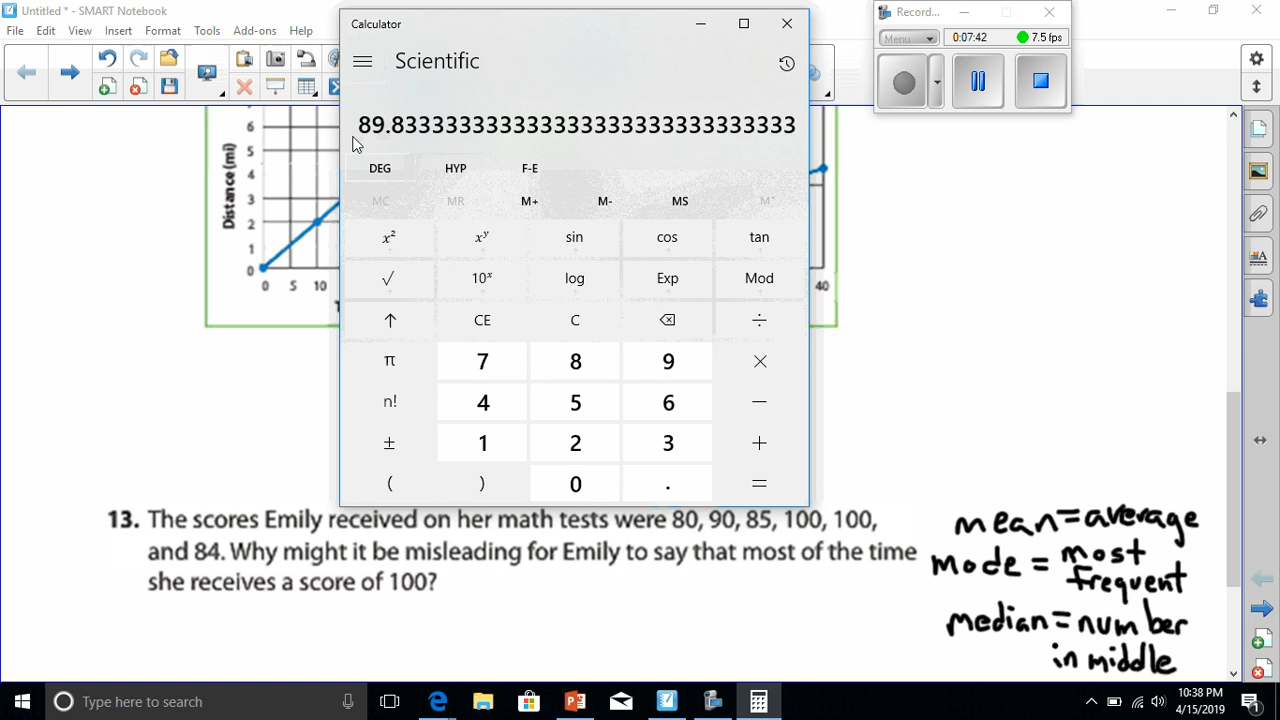 Untitled * - SMART Notebook
File Edit View Insert Format Tools Add-ons Help
Calculator
Scientific
89.833333333333333333333333333333
DEG HYP F-E
MC MR M+ M- MS M˅
x² xʸ sin cos tan
√ 10ˣ log Exp Mod
↑ CE C ⌫ ÷
π 7 8 9 ×
n! 4 5 6 −
± 1 2 3 +
( ) 0 . =
Record...
Menu 0:07:42 7.5 fps
6
5
4
3
2
1
0
Distance (mi)
0 5 10 40
13. The scores Emily received on her math tests were 80, 90, 85, 100, 100,
and 84. Why might it be misleading for Emily to say that most of the time
she receives a score of 100?
mean=average
mode = most
frequent
median=number
in middle
Type here to search
10:38 PM
4/15/2019
1